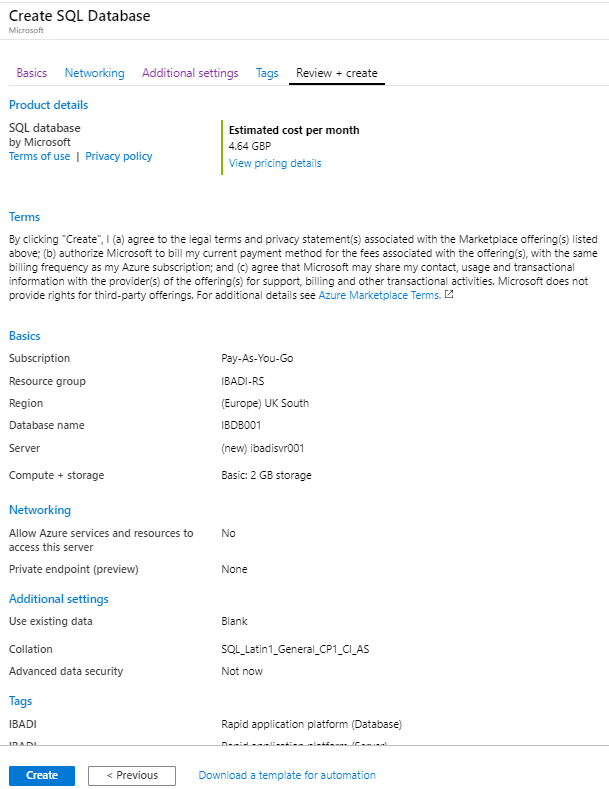 Create SQL Database
Microsoft
Basics Networking Additional settings Tags Review + create
Product details
SQL database
by Microsoft
Terms of use | Privacy policy
Estimated cost per month
4.64 GBP
View pricing details
Terms
By clicking "Create", I (a) agree to the legal terms and privacy statement(s) associated with the Marketplace offering(s) listed
above; (b) authorize Microsoft to bill my current payment method for the fees associated with the offering(s), with the same
billing frequency as my Azure subscription; and (c) agree that Microsoft may share my contact, usage and transactional
information with the provider(s) of the offering(s) for support, billing and other transactional activities. Microsoft does not
provide rights for third-party offerings. For additional details see Azure Marketplace Terms.
Basics
Subscription Pay-As-You-Go
Resource group IBADI-RS
Region (Europe) UK South
Database name IBDB001
Server (new) ibadisvr001
Compute + storage Basic: 2 GB storage
Networking
Allow Azure services and resources to
access this server No
Private endpoint (preview) None
Additional settings
Use existing data Blank
Collation SQL_Latin1_General_CP1_CI_AS
Advanced data security Not now
Tags
IBADI Rapid application platform (Database)
IBADI Rapid application platform (Server)
Create < Previous Download a template for automation